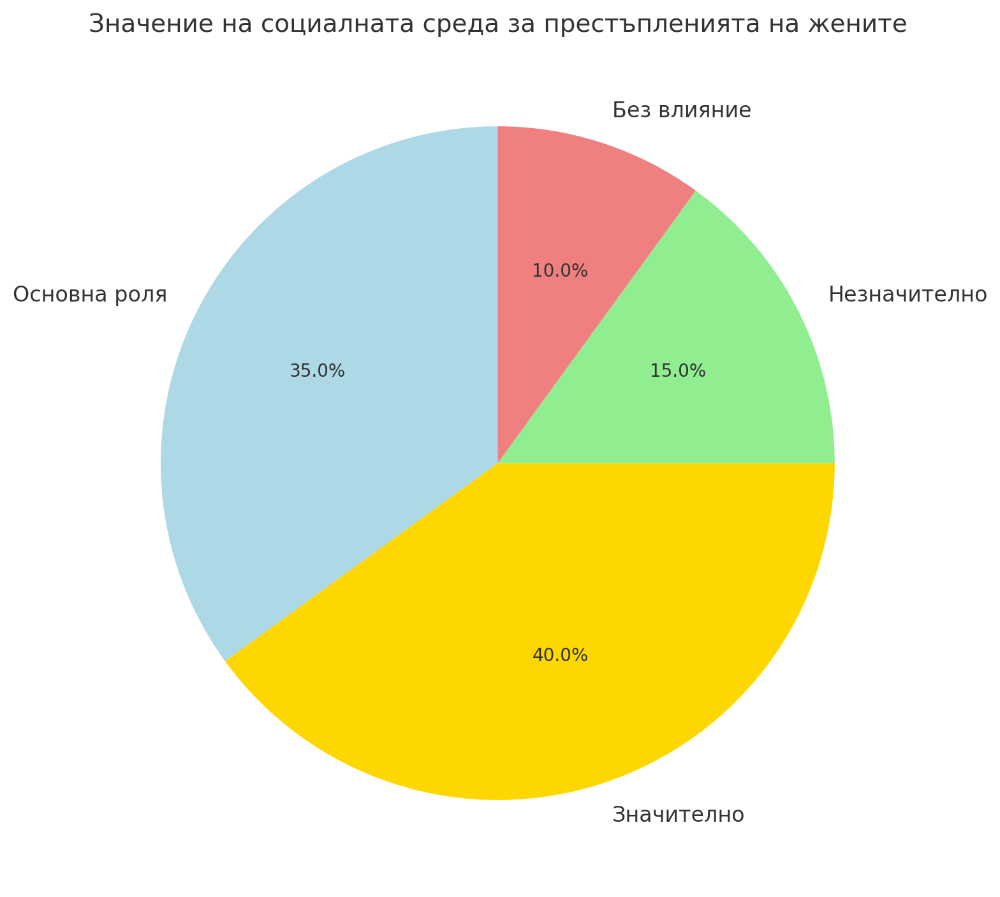 Значение на социалната среда за престъпленията на жените
Без влияние
10.0%
Основна роля
Незначително
35.0%
15.0%
40.0%
Значително